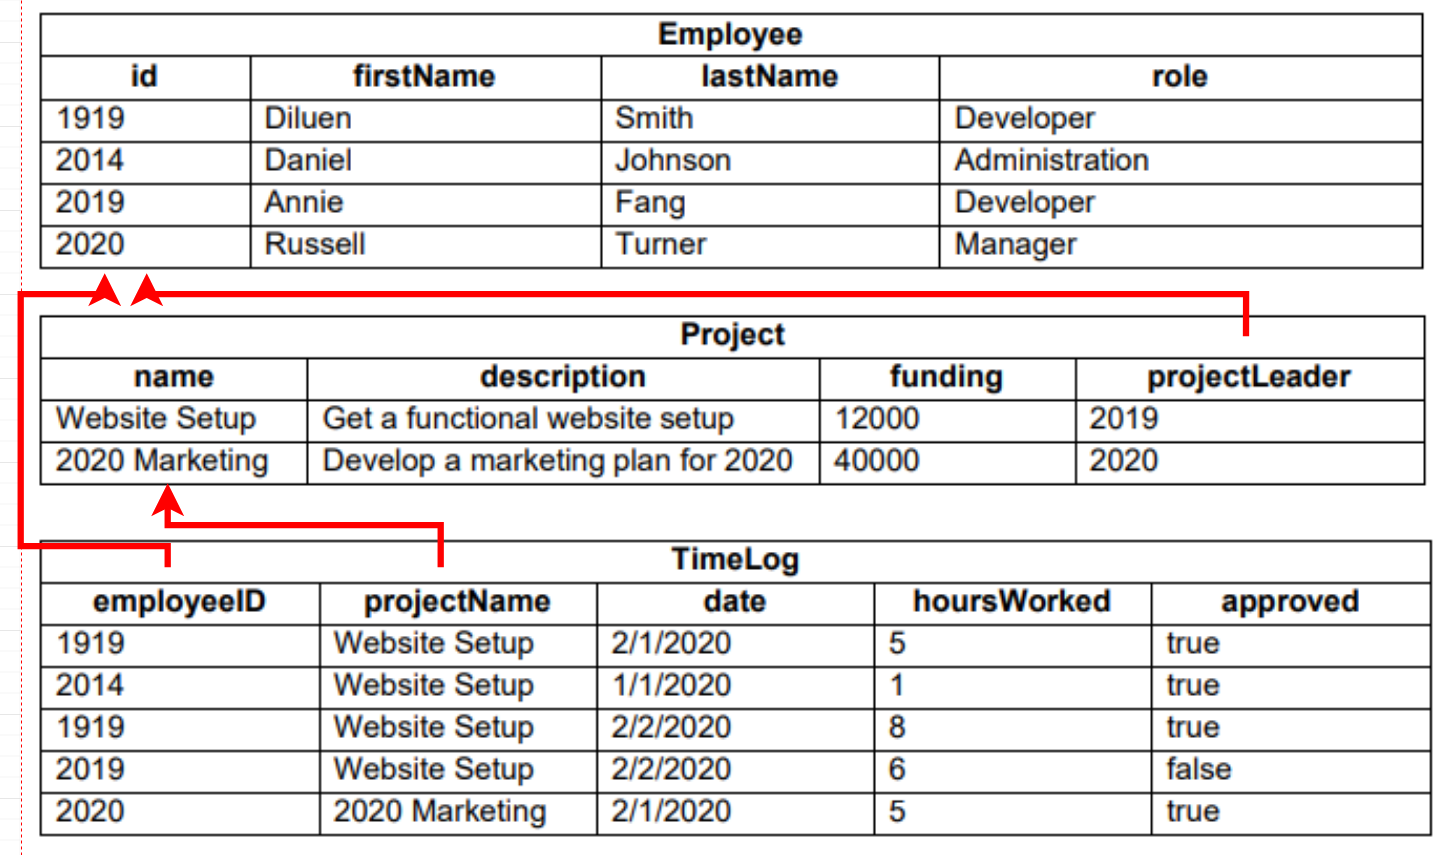 Employee
id firstName lastName role
1919 Diluen Smith Developer
2014 Daniel Johnson Administration
2019 Annie Fang Developer
2020 Russell Turner Manager
Project
name description funding projectLeader
Website Setup Get a functional website setup 12000 2019
2020 Marketing Develop a marketing plan for 2020 40000 2020
TimeLog
employeeID projectName date hoursWorked approved
1919 Website Setup 2/1/2020 5 true
2014 Website Setup 1/1/2020 1 true
1919 Website Setup 2/2/2020 8 true
2019 Website Setup 2/2/2020 6 false
2020 2020 Marketing 2/1/2020 5 true